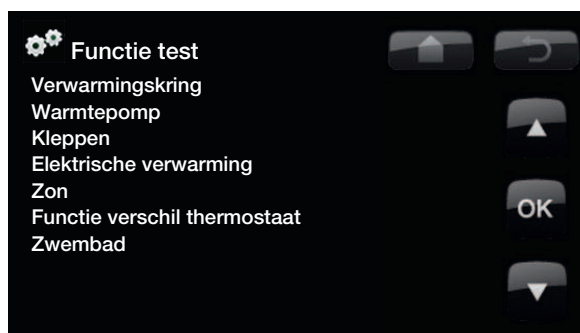 Functie test
Verwarmingskring
Warmtepomp
Kleppen
Elektrische verwarming
Zon
Functie verschil thermostaat
Zwembad
OK